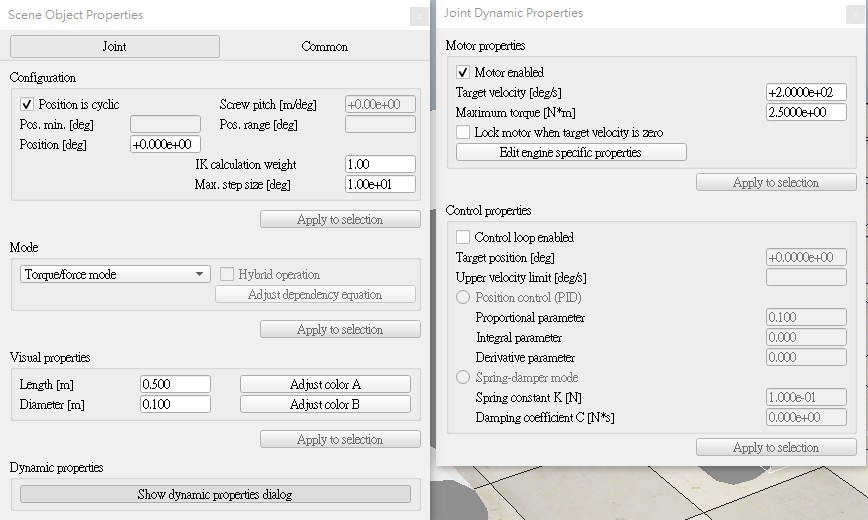 Scene Object Properties
Joint
Common
Configuration
Position is cyclic
Screw pitch [m/deg]
+0.00e+00
Pos. min. [deg]
Pos. range [deg]
Position [deg]
+0.000e+00
IK calculation weight
1.00
Max. step size [deg]
1.00e+01
Apply to selection
Mode
Torque/force mode
Hybrid operation
Adjust dependency equation
Apply to selection
Visual properties
Length [m]
0.500
Adjust color A
Diameter [m]
0.100
Adjust color B
Apply to selection
Dynamic properties
Show dynamic properties dialog
Joint Dynamic Properties
Motor properties
Motor enabled
Target velocity [deg/s]
+2.0000e+02
Maximum torque [N*m]
2.5000e+00
Lock motor when target velocity is zero
Edit engine specific properties
Apply to selection
Control properties
Control loop enabled
Target position [deg]
+0.0000e+00
Upper velocity limit [deg/s]
Position control (PID)
Proportional parameter
0.100
Integral parameter
0.000
Derivative parameter
0.000
Spring-damper mode
Spring constant K [N]
1.000e-01
Damping coefficient C [N*s]
0.000e+00
Apply to selection